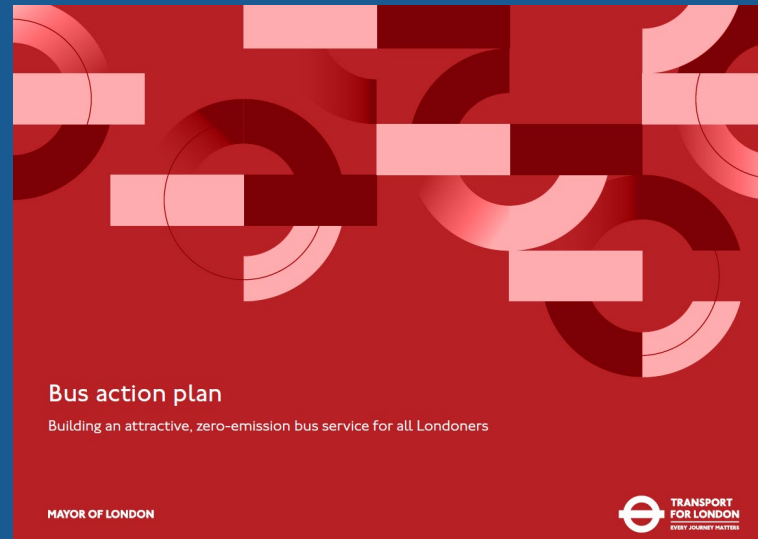 Bus action plan
Building an attractive, zero-emission bus service for all Londoners
MAYOR OF LONDON
TRANSPORT
FOR LONDON
EVERY JOURNEY MATTERS